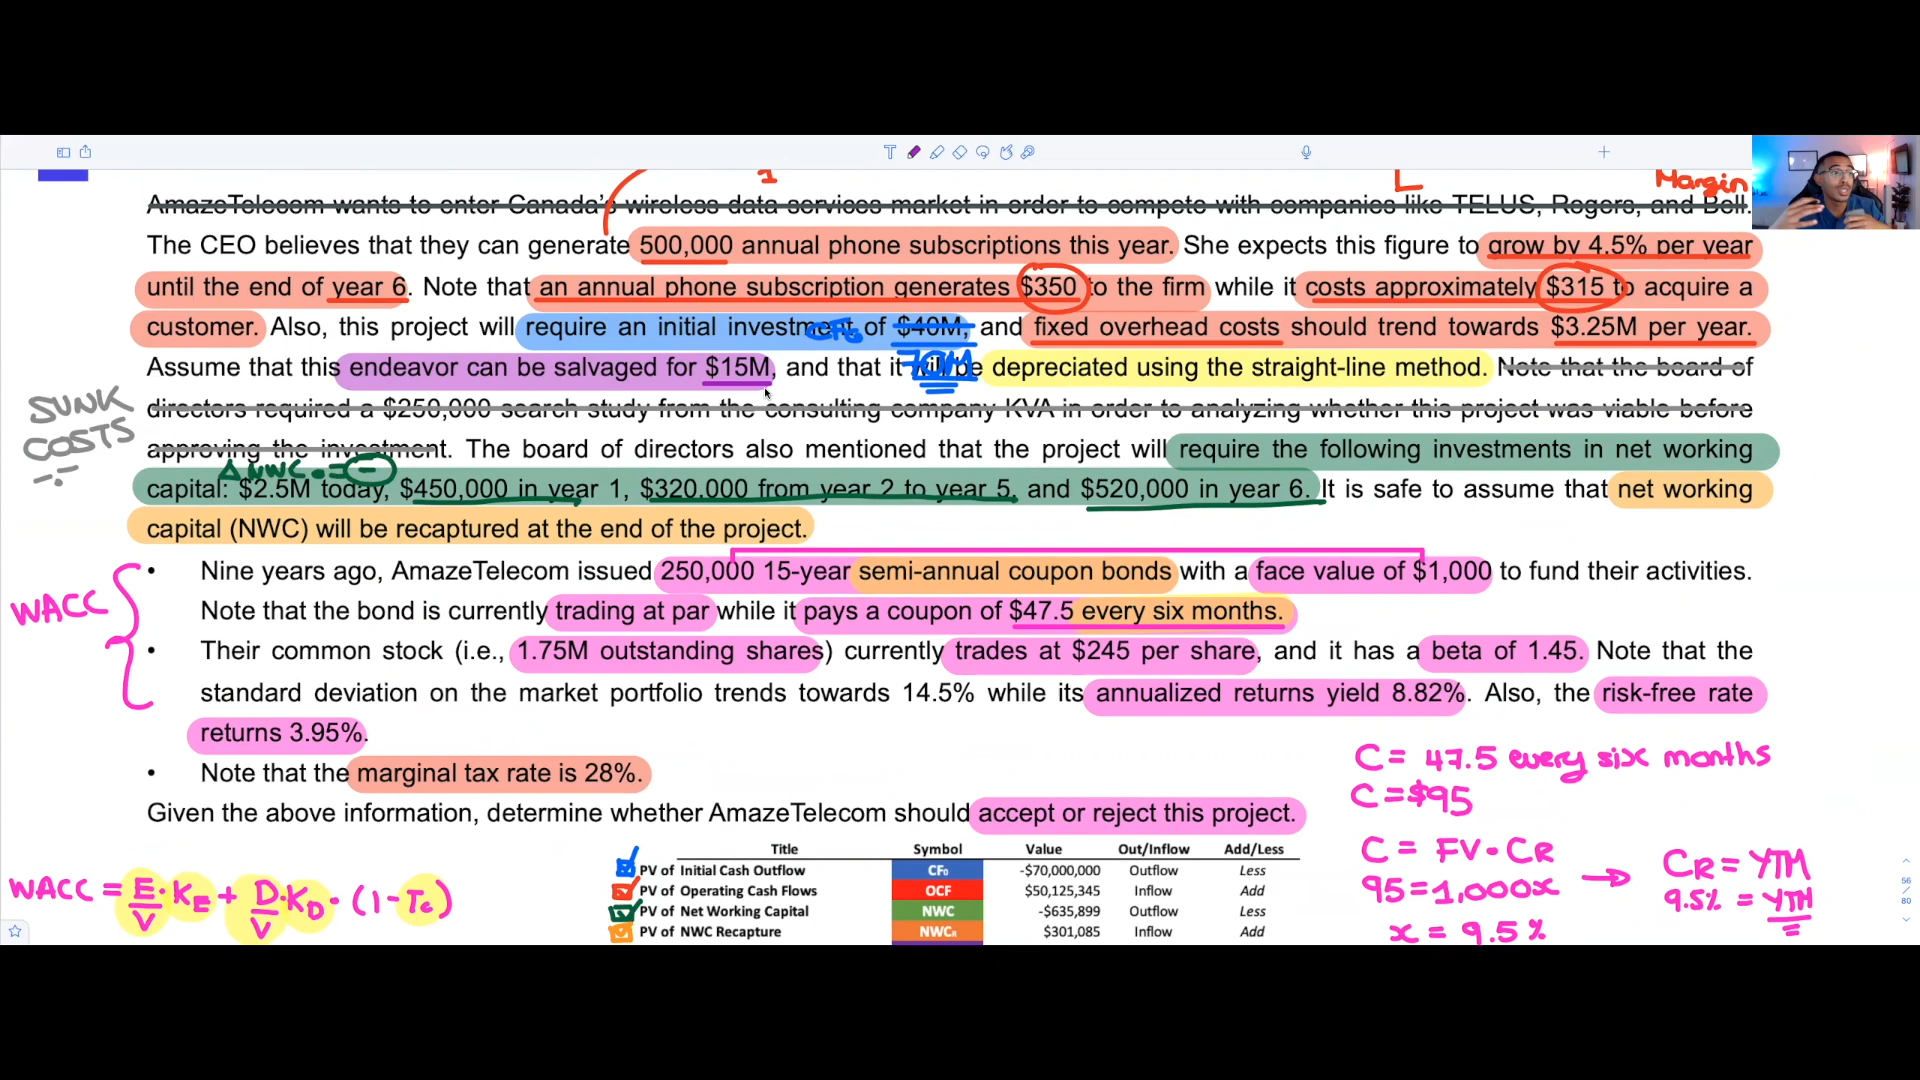 1
L
Margin
AmazeTelecom wants to enter Canada's wireless data services market in order to compete with companies like TELUS, Rogers, and Bell.
The CEO believes that they can generate 500,000 annual phone subscriptions this year. She expects this figure to grow by 4.5% per year
until the end of year 6. Note that an annual phone subscription generates $350 to the firm while it costs approximately $315 to acquire a
customer. Also, this project will require an initial investment of $40M, and fixed overhead costs should trend towards $3.25M per year.
CF₀
70M
Assume that this endeavor can be salvaged for $15M, and that it will be depreciated using the straight-line method. Note that the board of
directors required a $250,000 search study from the consulting company KVA in order to analyzing whether this project was viable before
SUNK
COSTS
approving the investment. The board of directors also mentioned that the project will require the following investments in net working
ΔNWC₀ = -
capital: $2.5M today, $450,000 in year 1, $320,000 from year 2 to year 5, and $520,000 in year 6. It is safe to assume that net working
capital (NWC) will be recaptured at the end of the project.
WACC
• Nine years ago, AmazeTelecom issued 250,000 15-year semi-annual coupon bonds with a face value of $1,000 to fund their activities.
Note that the bond is currently trading at par while it pays a coupon of $47.5 every six months.
• Their common stock (i.e., 1.75M outstanding shares) currently trades at $245 per share, and it has a beta of 1.45. Note that the
standard deviation on the market portfolio trends towards 14.5% while its annualized returns yield 8.82%. Also, the risk-free rate
returns 3.95%.
• Note that the marginal tax rate is 28%.
Given the above information, determine whether AmazeTelecom should accept or reject this project.
C = 47.5 every six months
C = $95
C = FV · CR
95 = 1,000x
x = 9.5%
CR = YTM
9.5% = YTM
WACC = E/V · KE + D/V · KD · (1-Tc)
Title Symbol Value Out/Inflow Add/Less
PV of Initial Cash Outflow CF₀ -$70,000,000 Outflow Less
PV of Operating Cash Flows OCF $50,125,345 Inflow Add
PV of Net Working Capital NWC -$635,899 Outflow Less
PV of NWC Recapture NWCR $301,085 Inflow Add
56
/
80